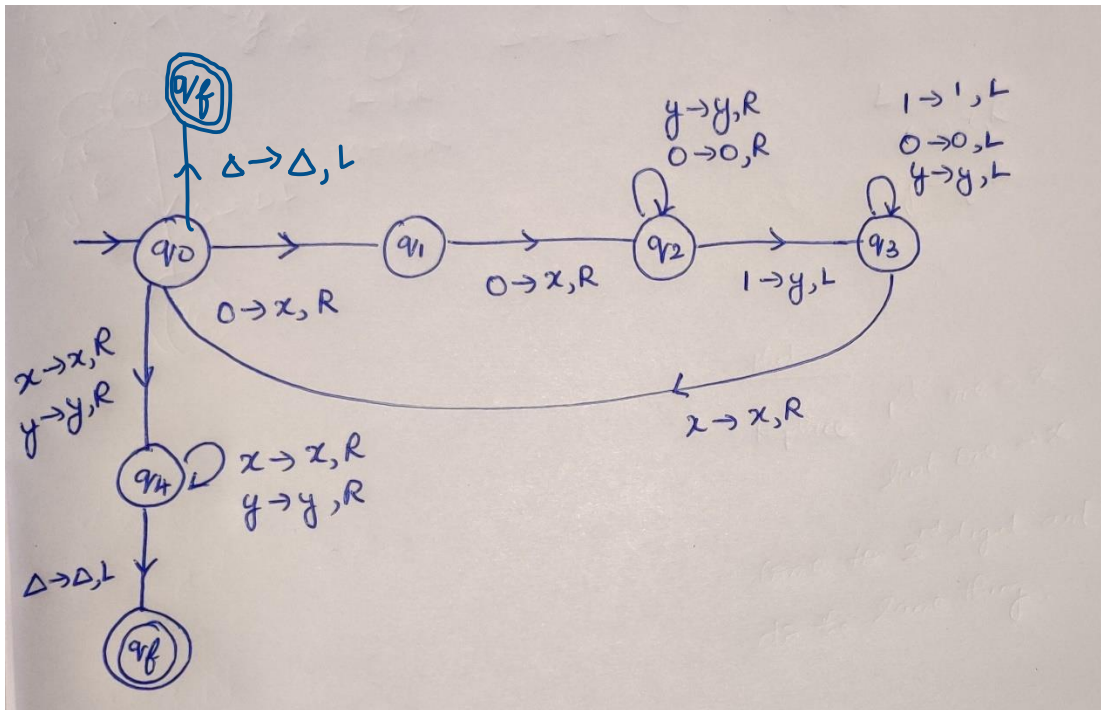 qf
Δ→Δ, L
y→y,R
0→0,R
1→1,L
0→0,L
y→y,L
q0
q1
q2
q3
0→x, R
0→x,R
1→y,L
x→x,R
y→y,R
x→x,R
q4
x→x,R
y→y,R
Δ→Δ,L
qf